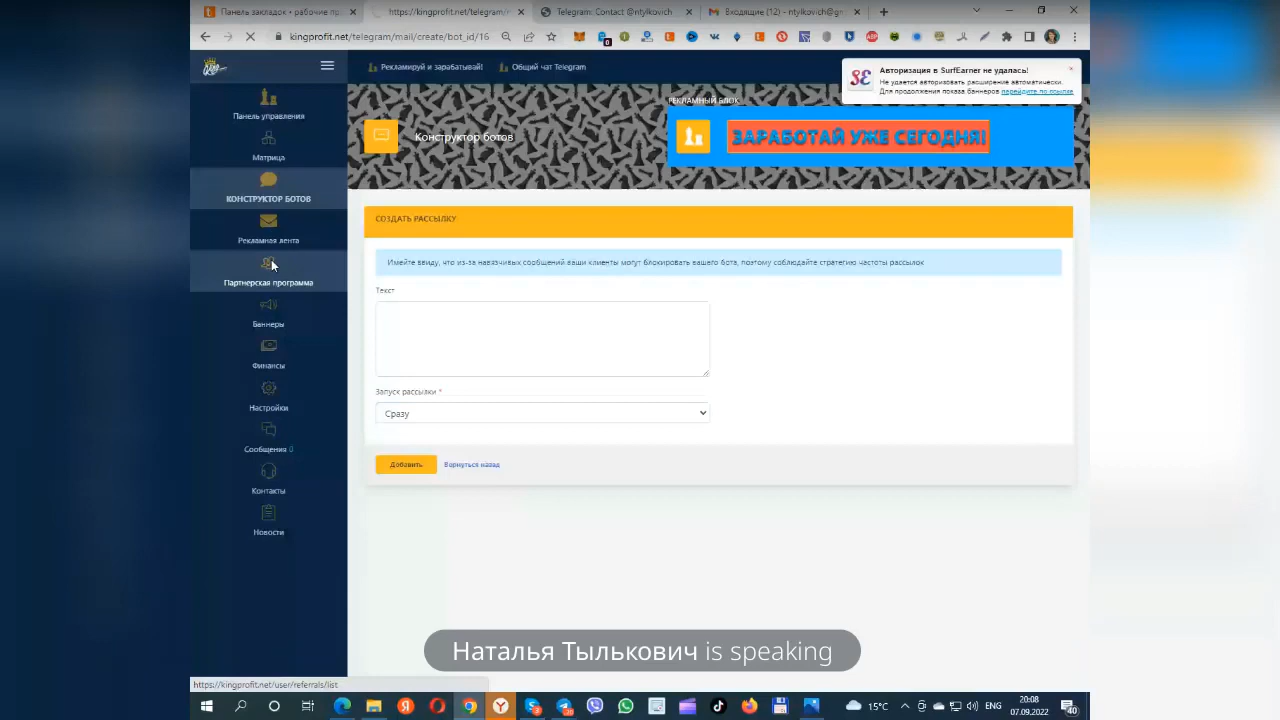 Панель закладок • рабочие пр
https://kingprofit.net/telegram/
Telegram: Contact @ntylkovich
Входящие (12) - ntylkovich@
https://kingprofit.net/telegram/mail/create/bot_id/16
Рекламируй и зарабатывай!
Общий чат Telegram
Авторизация в SurfEarner не удалась!
Не удается авторизовать расширение автоматически.
Для продолжения показа баннеров перейдите по ссылке
РЕКЛАМНЫЙ БЛОК
Конструктор ботов
ЗАРАБОТАЙ УЖЕ СЕГОДНЯ!
Панель управления
Матрица
КОНСТРУКТОР БОТОВ
Рекламная лента
Партнерская программа
Баннеры
Финансы
Настройки
Сообщения 0
Контакты
Новости
СОЗДАТЬ РАССЫЛКУ
Имейте ввиду, что из-за навязчивых сообщений ваши клиенты могут блокировать вашего бота, поэтому соблюдайте стратегию частоты рассылок
Текст
Запуск рассылки *
Сразу
Добавить
Вернуться назад
Наталья Тылькович is speaking
https://kingprofit.net/user/referrals/list
15°C
ENG
20:08
07.09.2022
40